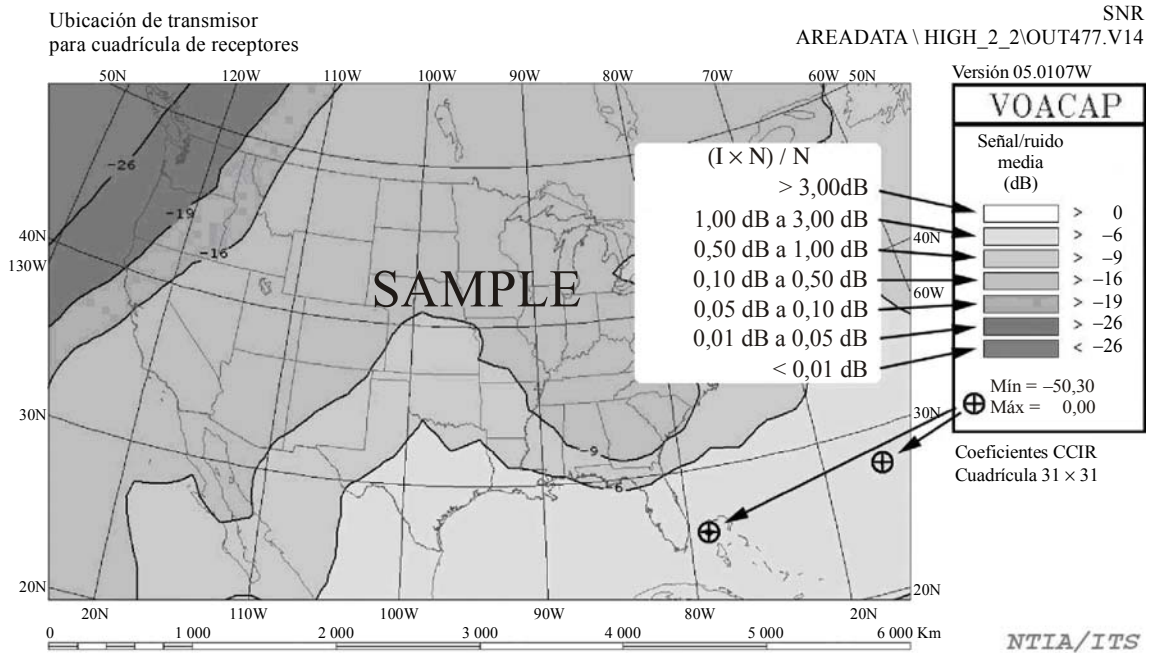 Ubicación de transmisor
para cuadrícula de receptores
SNR
AREADATA \ HIGH_2_2\OUT477.V14
50N 120W 110W 100W 90W 80W 70W 60W 50N
Versión 05.0107W
VOACAP
Señal/ruido
media
(dB)
> 0
> –6
> –9
> –16
> –19
> –26
< –26
Mín = –50,30
Máx = 0,00
Coeficientes CCIR
Cuadrícula 31 × 31
(I × N) / N
> 3,00dB
1,00 dB a 3,00 dB
0,50 dB a 1,00 dB
0,10 dB a 0,50 dB
0,05 dB a 0,10 dB
0,01 dB a 0,05 dB
< 0,01 dB
-26
-19
-16
40N
130W
40N
60W
SAMPLE
30N
30N
-9
-6
20N
20N
20N 110W 100W 90W 80W 20N
0 1 000 2 000 3 000 4 000 5 000 6 000 Km
NTIA/ITS